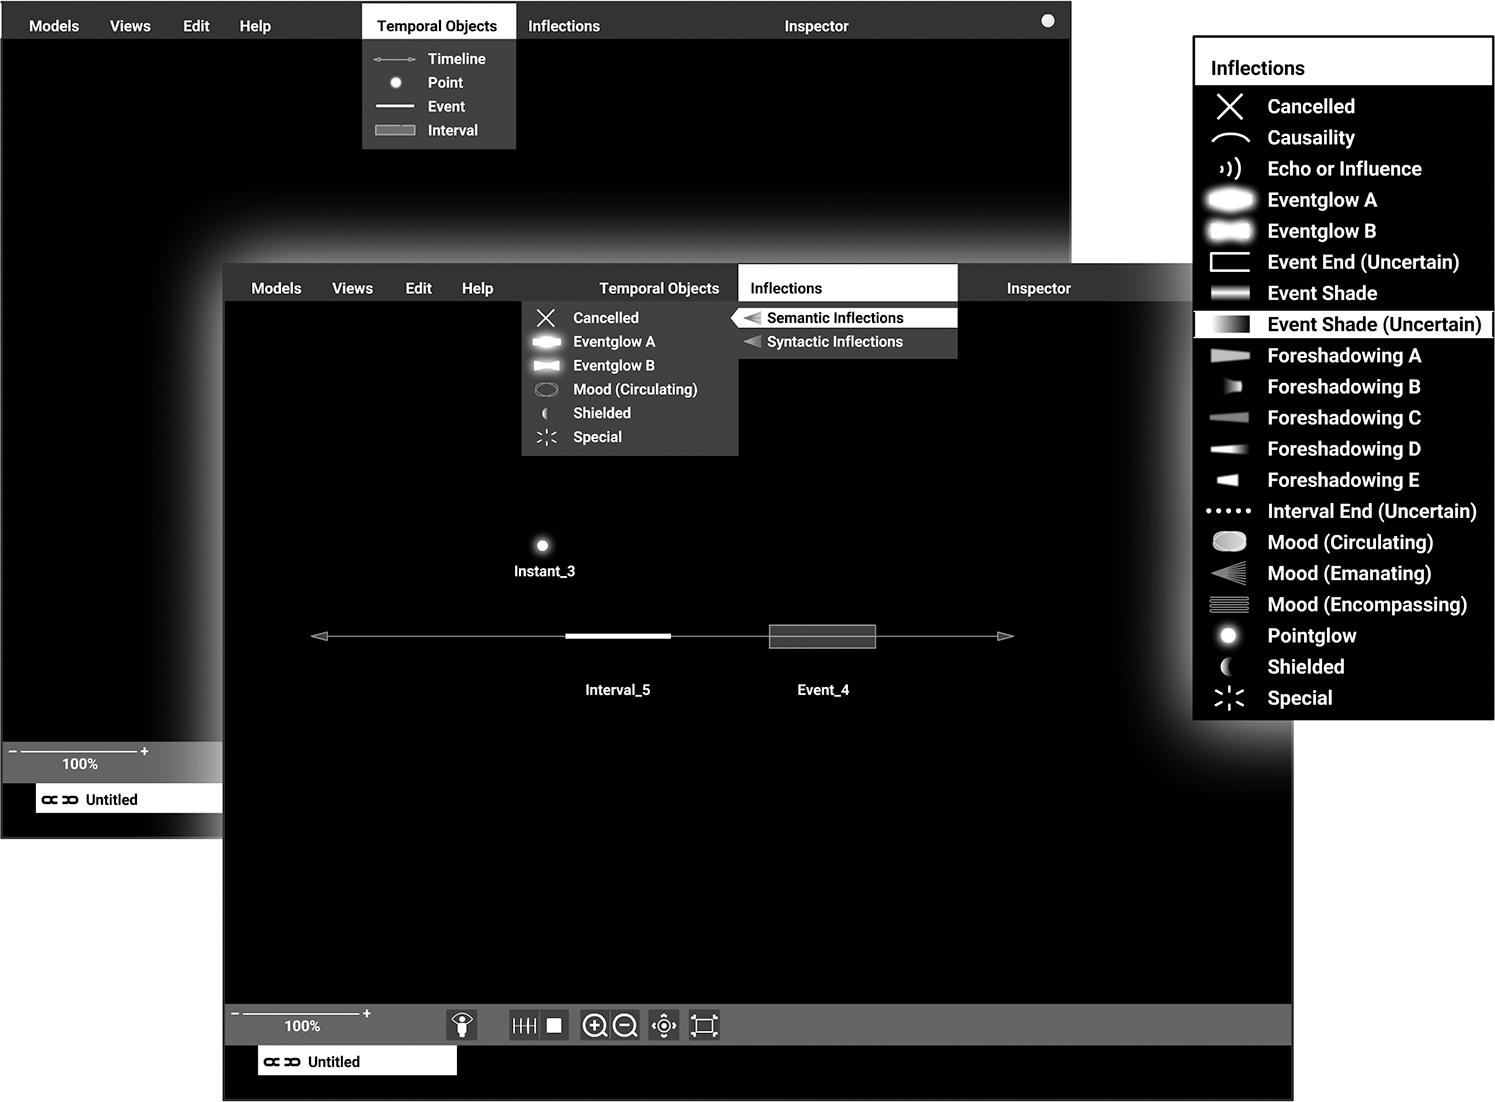 Models Views Edit Help Temporal Objects Inflections Inspector
Timeline
Point
Event
Interval
100%
Untitled
Models Views Edit Help Temporal Objects Inflections Inspector
Cancelled
Eventglow A
Eventglow B
Mood (Circulating)
Shielded
Special
Semantic Inflections
Syntactic Inflections
Instant_3
Interval_5 Event_4
100%
Untitled
Inflections
Cancelled
Causaility
Echo or Influence
Eventglow A
Eventglow B
Event End (Uncertain)
Event Shade
Event Shade (Uncertain)
Foreshadowing A
Foreshadowing B
Foreshadowing C
Foreshadowing D
Foreshadowing E
Interval End (Uncertain)
Mood (Circulating)
Mood (Emanating)
Mood (Encompassing)
Pointglow
Shielded
Special